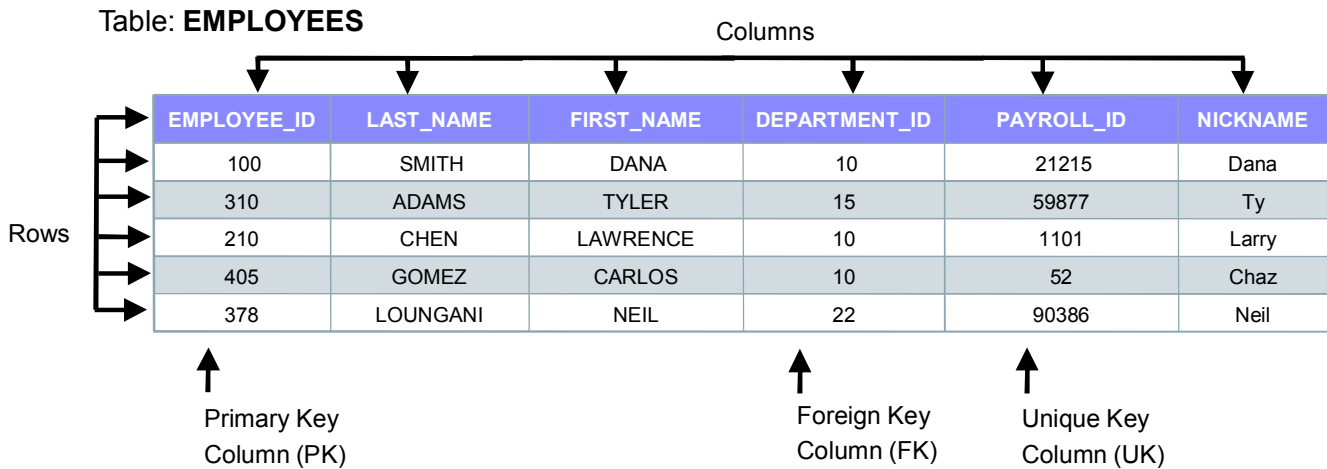 Table: EMPLOYEES
Columns
EMPLOYEE_ID LAST_NAME FIRST_NAME DEPARTMENT_ID PAYROLL_ID NICKNAME
100 SMITH DANA 10 21215 Dana
310 ADAMS TYLER 15 59877 Ty
Rows
210 CHEN LAWRENCE 10 1101 Larry
405 GOMEZ CARLOS 10 52 Chaz
378 LOUNGANI NEIL 22 90386 Neil
Primary Key
Column (PK)
Foreign Key
Column (FK)
Unique Key
Column (UK)